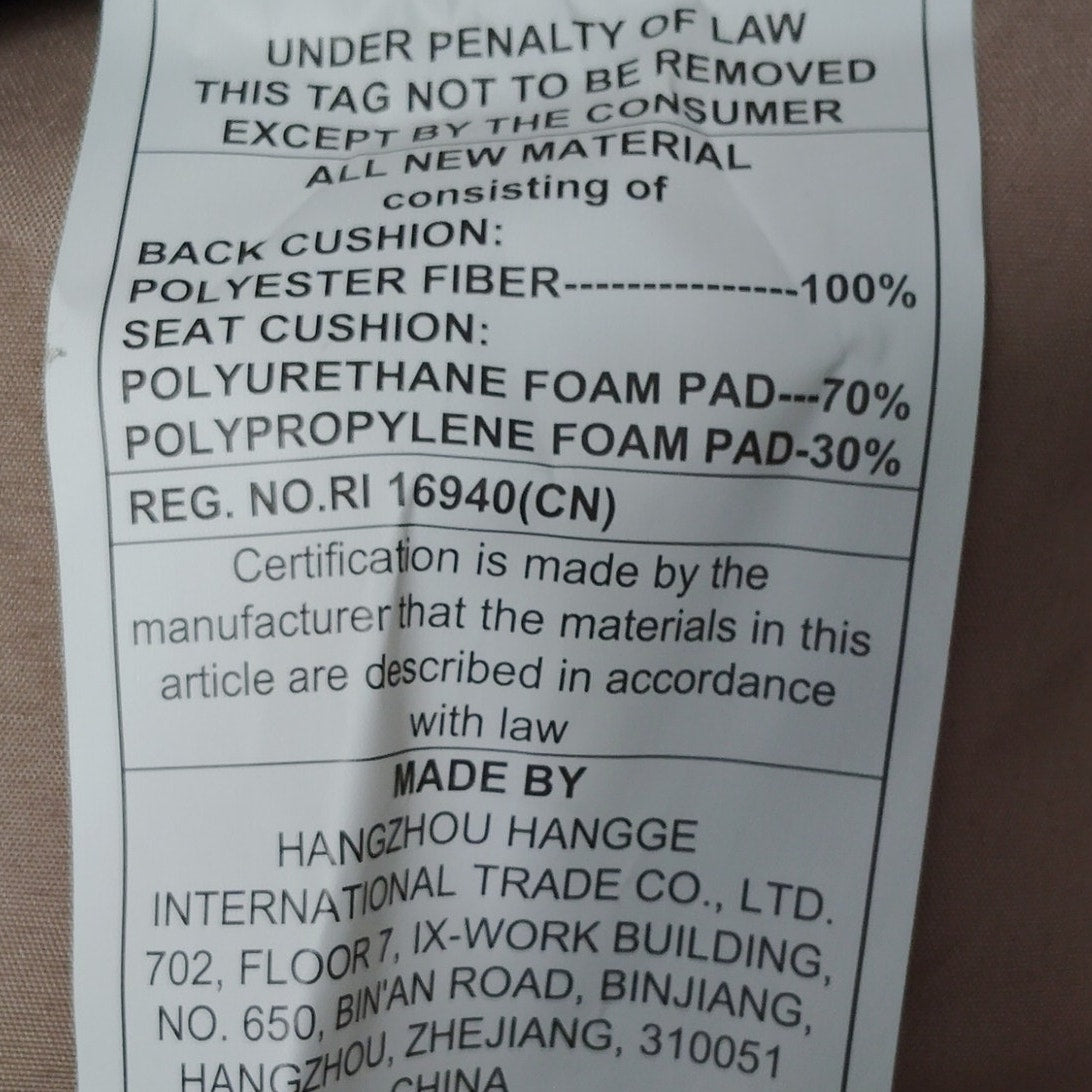 UNDER PENALTY OF LAW
THIS TAG NOT TO BE REMOVED
EXCEPT BY THE CONSUMER
ALL NEW MATERIAL
consisting of
BACK CUSHION:
POLYESTER FIBER---------------100%
SEAT CUSHION:
POLYURETHANE FOAM PAD---70%
POLYPROPYLENE FOAM PAD-30%
REG. NO.RI 16940(CN)
Certification is made by the
manufacturer that the materials in this
article are described in accordance
with law
MADE BY
HANGZHOU HANGGE
INTERNATIONAL TRADE CO., LTD.
702, FLOOR 7, IX-WORK BUILDING,
NO. 650, BIN'AN ROAD, BINJIANG,
HANGZHOU, ZHEJIANG, 310051
CHINA